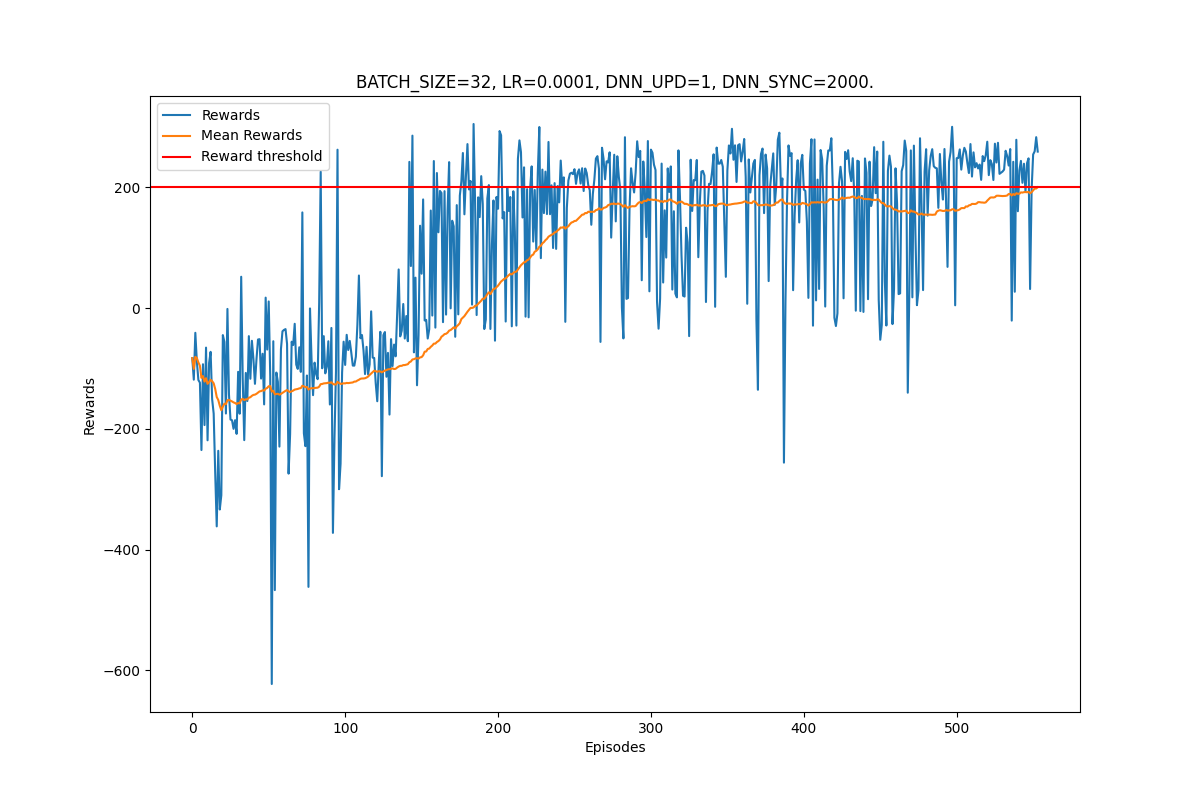 BATCH_SIZE=32, LR=0.0001, DNN_UPD=1, DNN_SYNC=2000.
Rewards
Mean Rewards
Reward threshold
200
0
−200
−400
−600
Rewards
0 100 200 300 400 500
Episodes